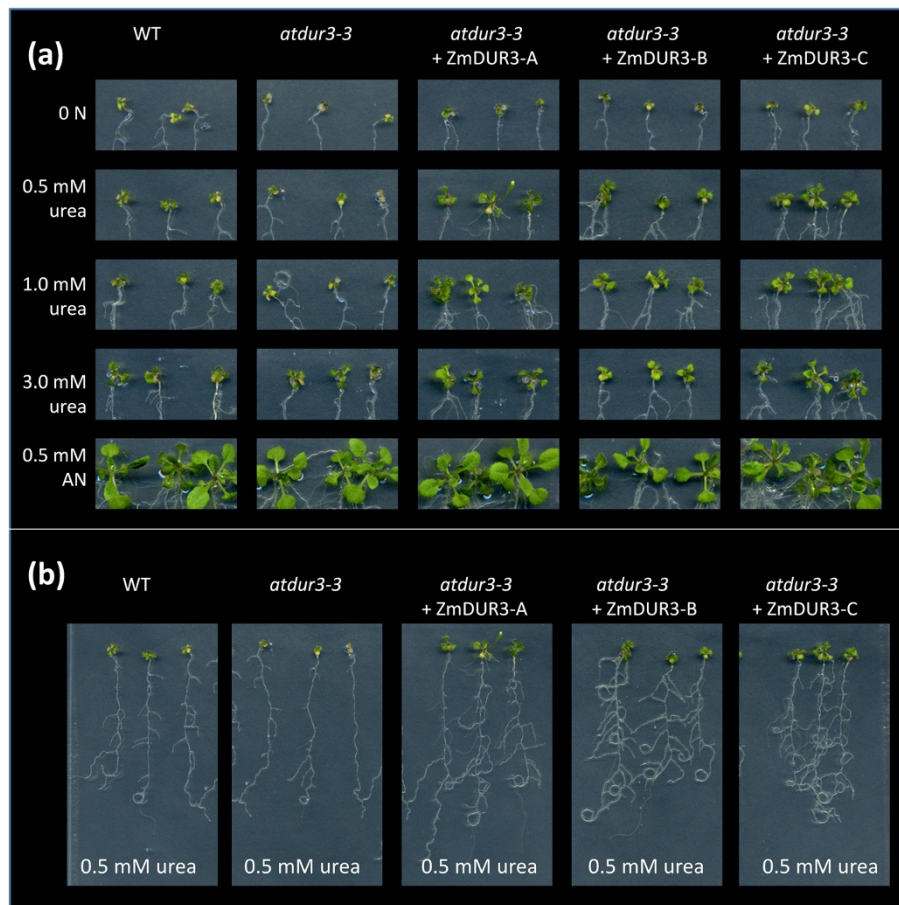 (a)
WT
atdur3-3
atdur3-3
+ ZmDUR3-A
atdur3-3
+ ZmDUR3-B
atdur3-3
+ ZmDUR3-C
0 N
0.5 mM
urea
1.0 mM
urea
3.0 mM
urea
0.5 mM
AN
(b)
WT
atdur3-3
atdur3-3
+ ZmDUR3-A
atdur3-3
+ ZmDUR3-B
atdur3-3
+ ZmDUR3-C
0.5 mM urea
0.5 mM urea
0.5 mM urea
0.5 mM urea
0.5 mM urea